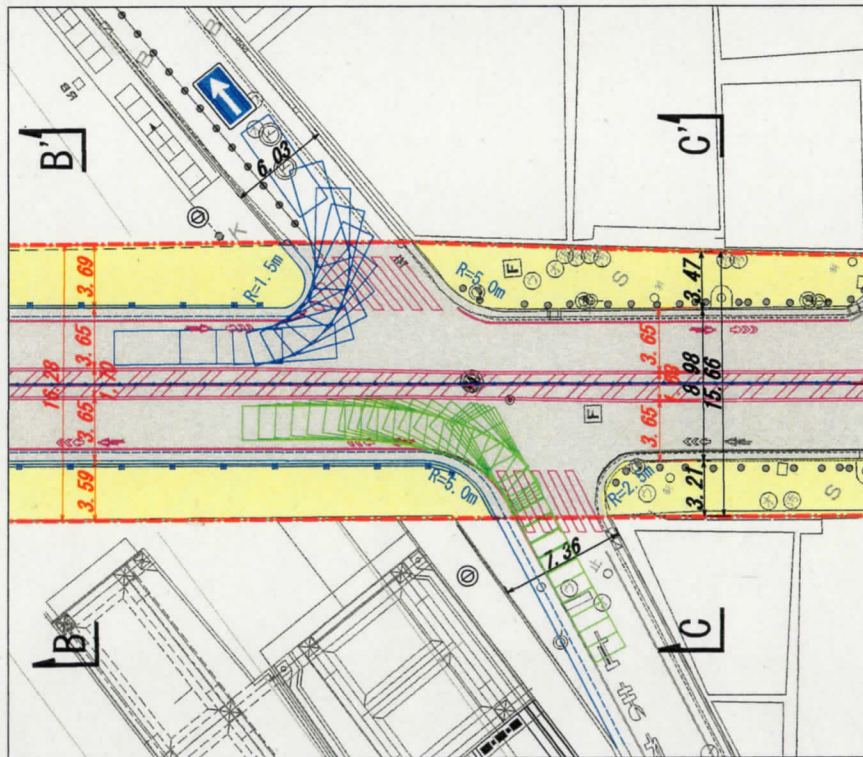 B'
C'
B
C
6.03
7.36
R=1.5m
R=5.0m
R=5.0m
R=2.5m
3.69
3.65
1.70
3.65
3.59
16.28
3.65
3.65
3.47
8.98
15.66
3.21
F
F
K
S
S
止